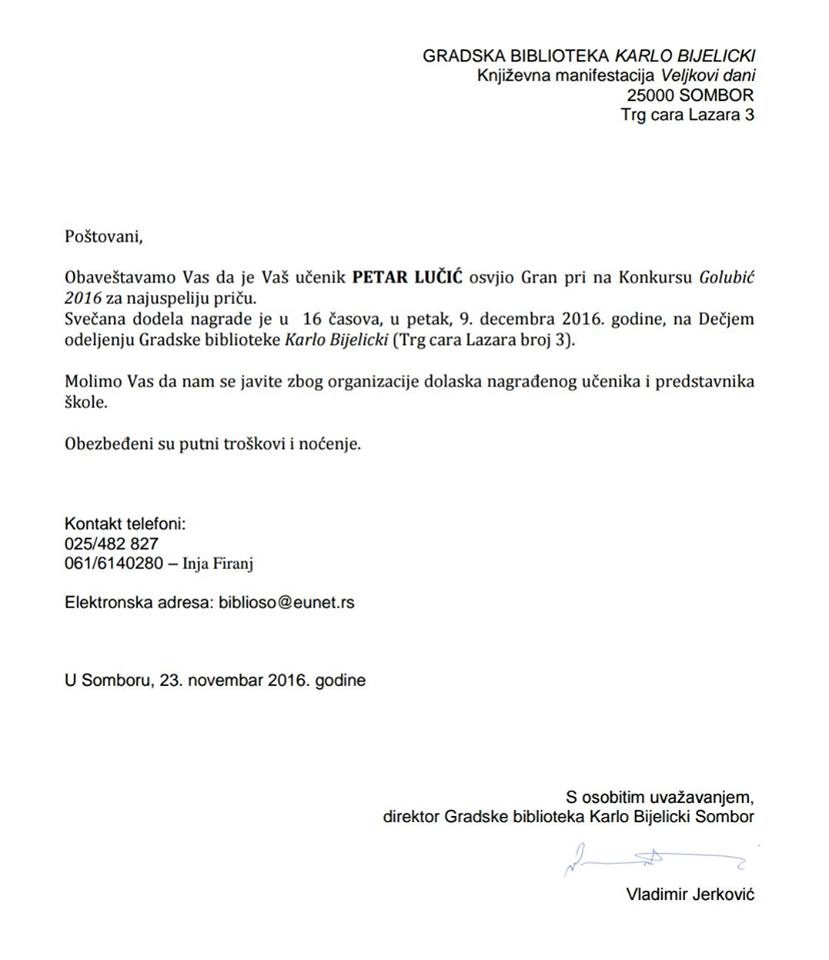 GRADSKA BIBLIOTEKA KARLO BIJELICKI
Književna manifestacija Veljkovi dani
25000 SOMBOR
Trg cara Lazara 3
Poštovani,
Obaveštavamo Vas da je Vaš učenik PETAR LUČIĆ osvjio Gran pri na Konkursu Golubić
2016 za najuspeliju priču.
Svečana dodela nagrade je u 16 časova, u petak, 9. decembra 2016. godine, na Dečjem
odeljenju Gradske biblioteke Karlo Bijelicki (Trg cara Lazara broj 3).
Molimo Vas da nam se javite zbog organizacije dolaska nagrađenog učenika i predstavnika
škole.
Obezbeđeni su putni troškovi i noćenje.
Kontakt telefoni:
025/482 827
061/6140280 – Inja Firanj
Elektronska adresa: biblioso@eunet.rs
U Somboru, 23. novembar 2016. godine
S osobitim uvažavanjem,
direktor Gradske biblioteka Karlo Bijelicki Sombor
Vladimir Jerković